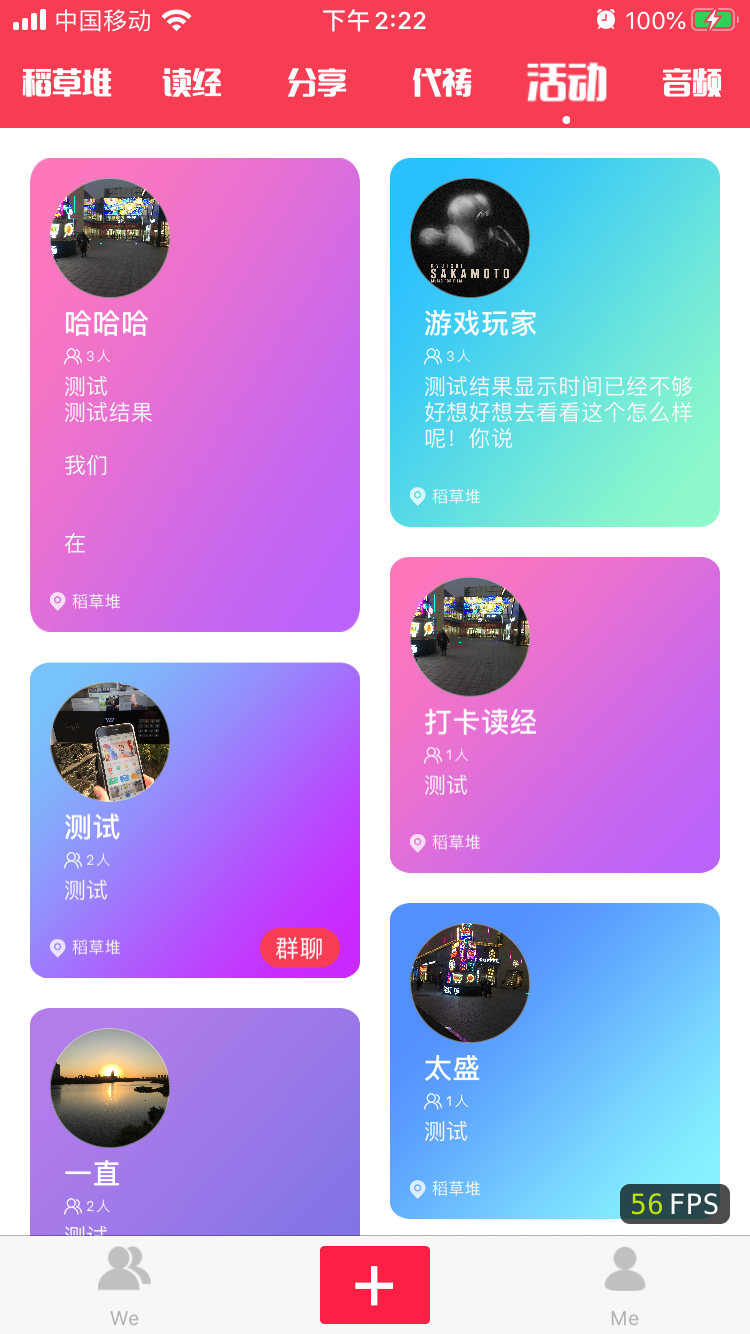 中国移动 下午2:22 100%
稻草堆 读经 分享 代祷 活动 音频
哈哈哈
3人
测试
测试结果
我们
在
稻草堆
RYUICHI
SAKAMOTO
游戏玩家
3人
测试结果显示时间已经不够
好想好想去看看这个怎么样
呢！你说
稻草堆
打卡读经
1人
测试
稻草堆
测试
2人
测试
稻草堆
群聊
太盛
1人
测试
稻草堆
一直
2人
测试
56 FPS
We
Me